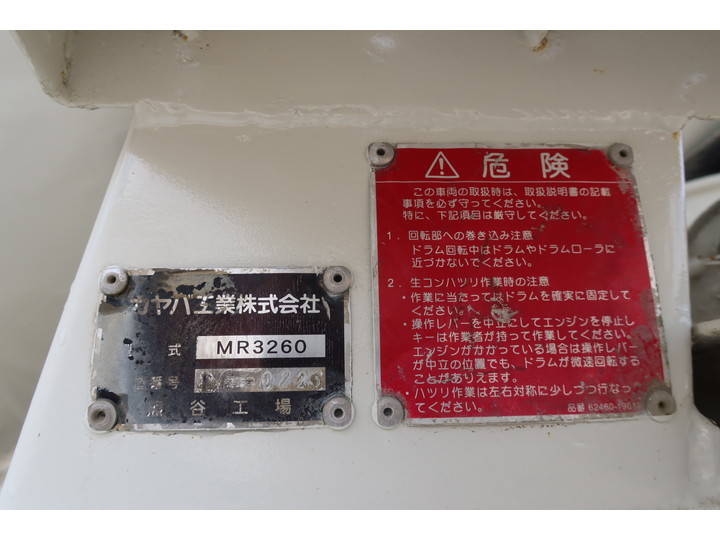 カヤバ工業株式会社
式 MR3260
番号
谷工場
危険
この車両の取扱時は、取扱説明書の記載
事項を必ず守ってください。
特に、下記項目は厳守してください。
1．回転部への巻き込み注意
ドラム回転中はドラムやドラムローラに
近づかないでください。
2．生コンハツリ作業時の注意
・作業に当たってはドラムを確実に固定して
ください。
・操作レバーを中立にしてエンジンを停止し
キーは作業者が持って作業してください。
エンジンがかかっている場合は操作レバー
が中立の位置でも、ドラムが微速回転する
ことがありえます。
・ハツリ作業は左右対称に少しづつ行なっ
てください。
品番